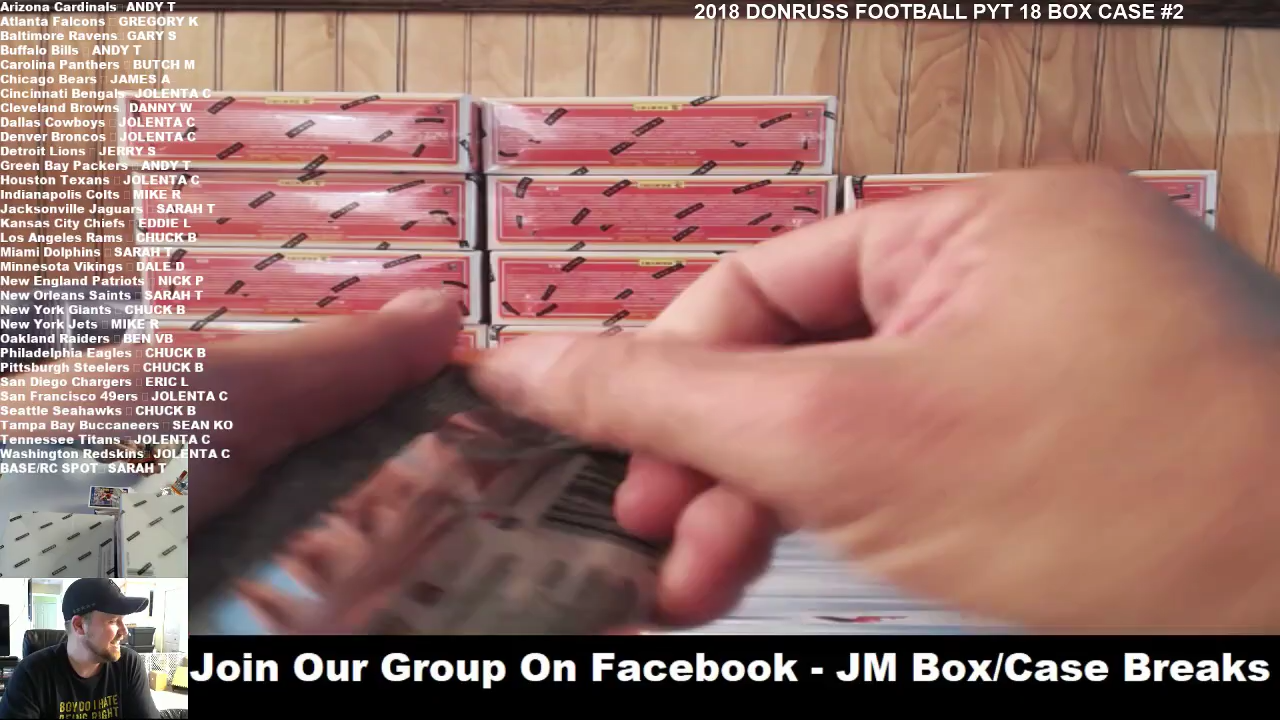 2018 DONRUSS FOOTBALL PYT 18 BOX CASE #2
Arizona Cardinals ANDY T
Atlanta Falcons GREGORY K
Baltimore Ravens GARY S
Buffalo Bills ANDY T
Carolina Panthers BUTCH M
Chicago Bears JAMES A
Cincinnati Bengals JOLENTA C
Cleveland Browns DANNY W
Dallas Cowboys JOLENTA C
Denver Broncos JOLENTA C
Detroit Lions JERRY S
Green Bay Packers ANDY T
Houston Texans JOLENTA C
Indianapolis Colts MIKE R
Jacksonville Jaguars SARAH T
Kansas City Chiefs EDDIE L
Los Angeles Rams CHUCK B
Miami Dolphins SARAH T
Minnesota Vikings DALE D
New England Patriots NICK P
New Orleans Saints SARAH T
New York Giants CHUCK B
New York Jets MIKE R
Oakland Raiders BEN VB
Philadelphia Eagles CHUCK B
Pittsburgh Steelers CHUCK B
San Diego Chargers ERIC L
San Francisco 49ers JOLENTA C
Seattle Seahawks CHUCK B
Tampa Bay Buccaneers SEAN KO
Tennessee Titans JOLENTA C
Washington Redskins JOLENTA C
BASE/RC SPOT SARAH T
BOY DO I HATE
BEING RIGHT
Join Our Group On Facebook - JM Box/Case Breaks